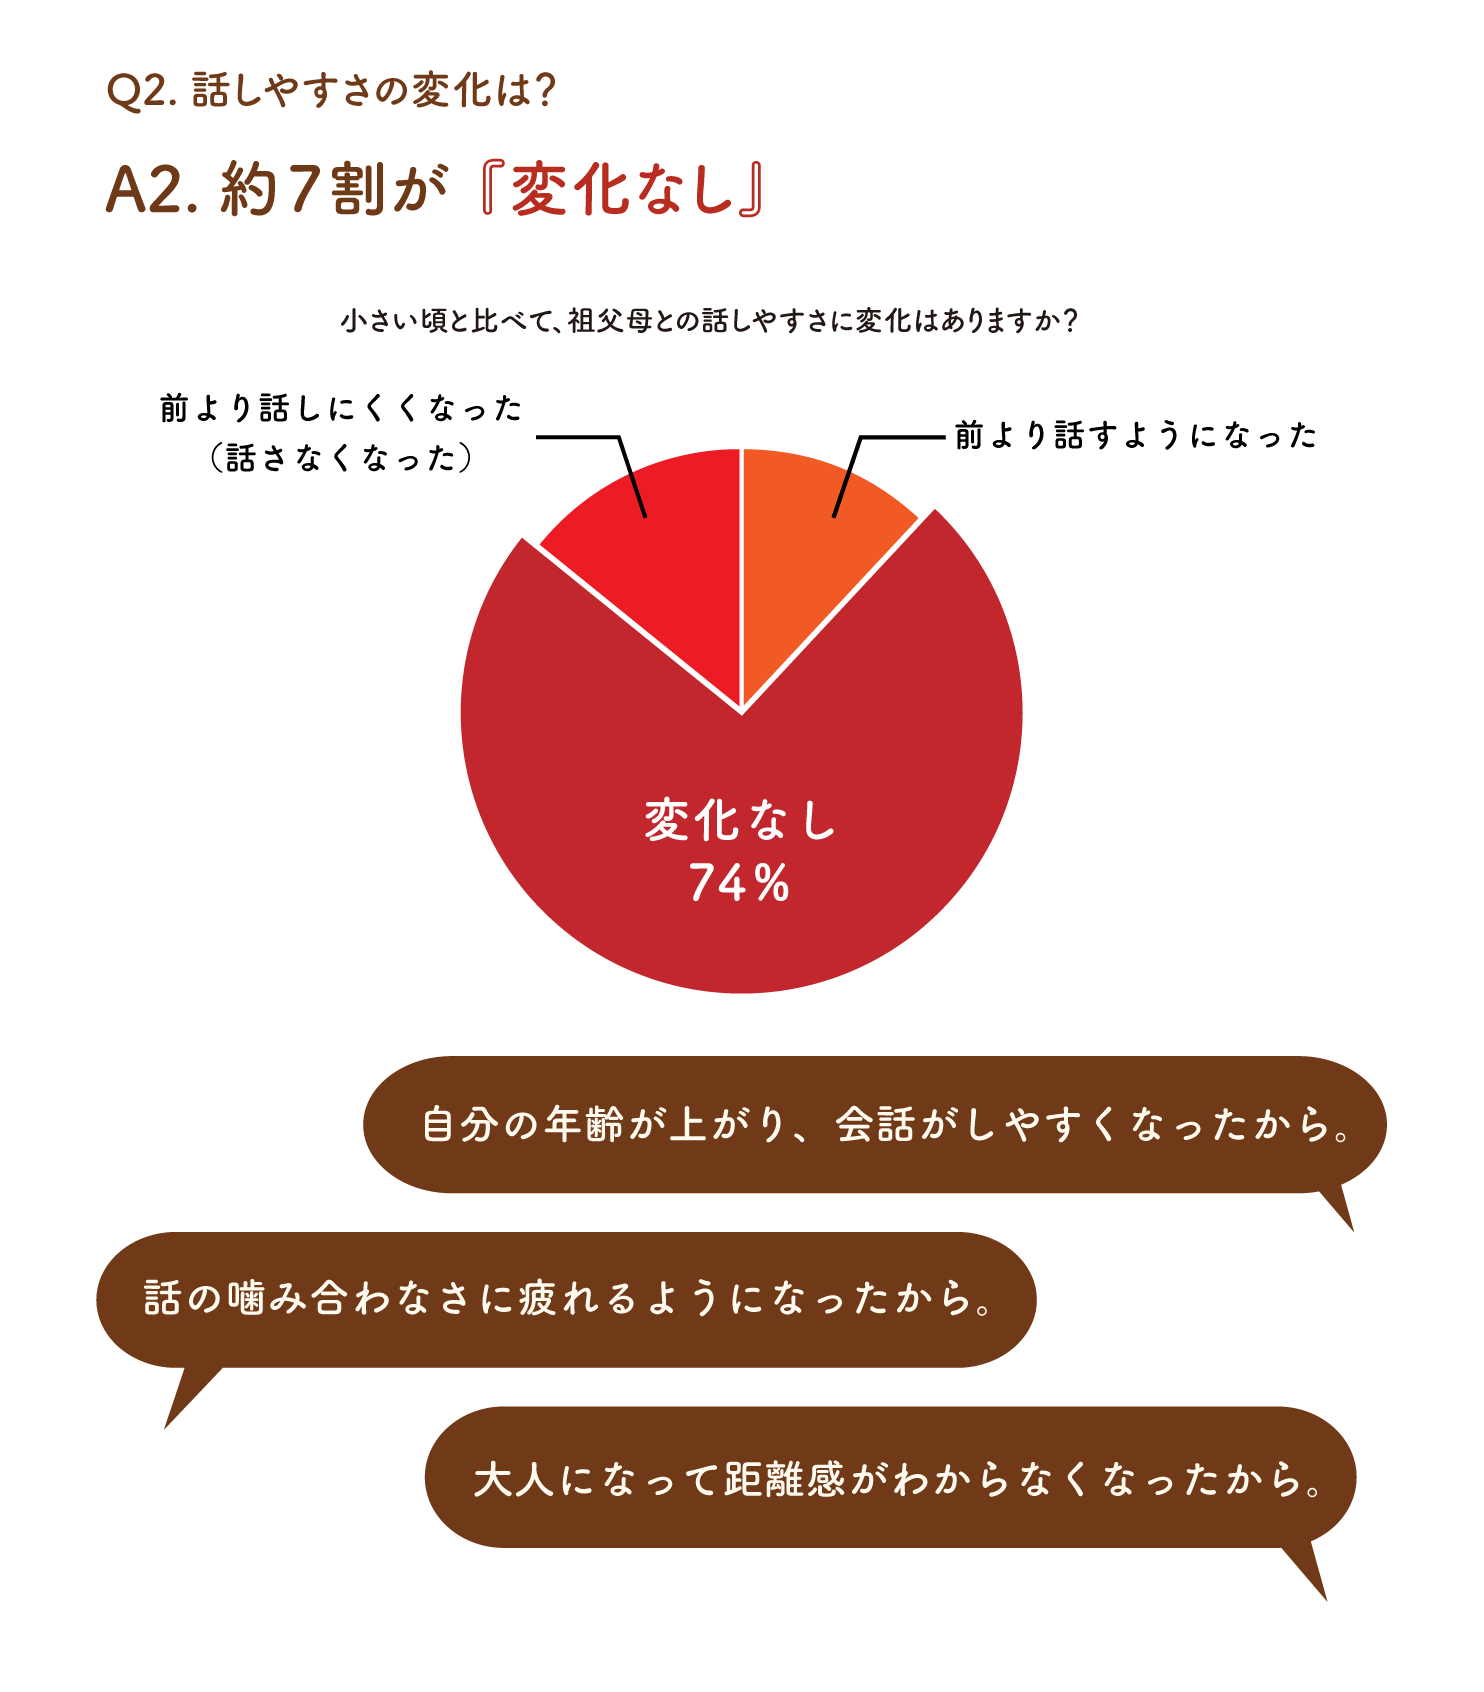 Q2. 話しやすさの変化は？
A2. 約7割が『変化なし』
小さい頃と比べて、祖父母との話しやすさに変化はありますか？
前より話しにくくなった
（話さなくなった）
前より話すようになった
変化なし
74%
自分の年齢が上がり、会話がしやすくなったから。
話の噛み合わなさに疲れるようになったから。
大人になって距離感がわからなくなったから。